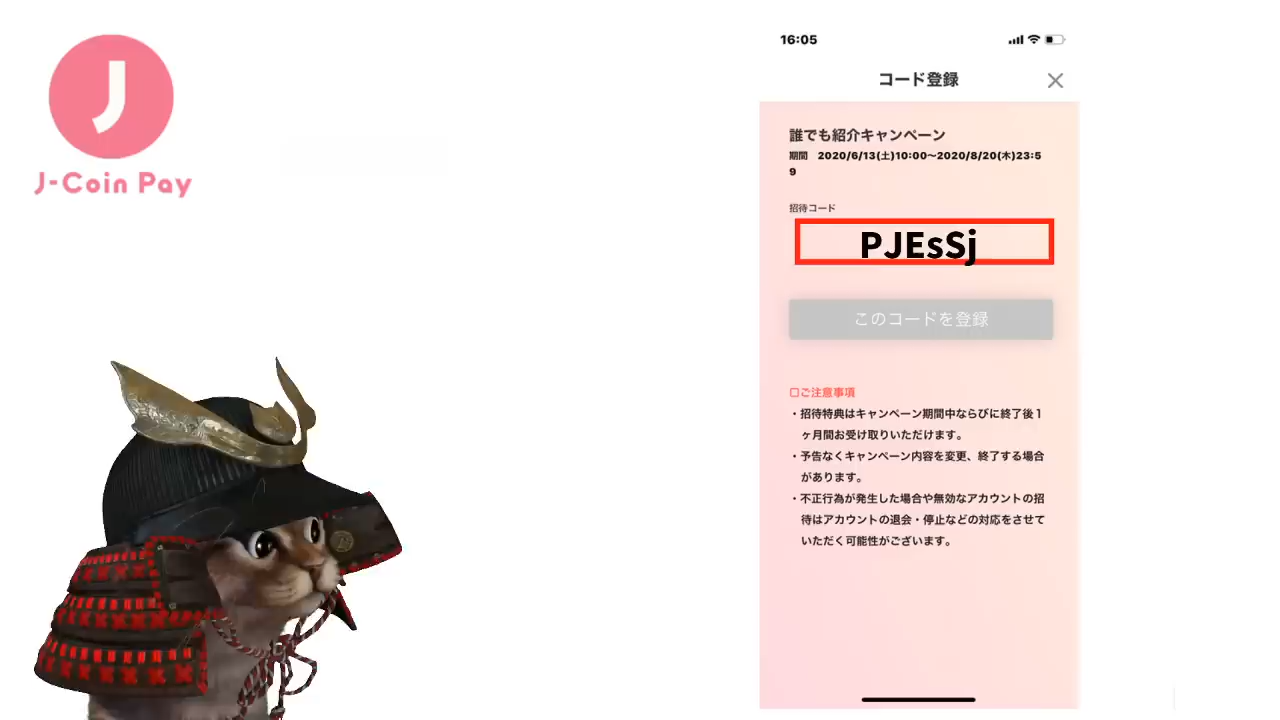 J
J-Coin Pay
16:05
コード登録
誰でも紹介キャンペーン
期間 2020/6/13(土)10:00〜2020/8/20(木)23:5
9
招待コード
PJEsSj
このコードを登録
□ご注意事項
・招待特典はキャンペーン期間中ならびに終了後1
ヶ月間お受け取りいただけます。
・予告なくキャンペーン内容を変更、終了する場合
があります。
・不正行為が発生した場合や無効なアカウントの招
待はアカウントの退会・停止などの対応をさせて
いただく可能性がございます。